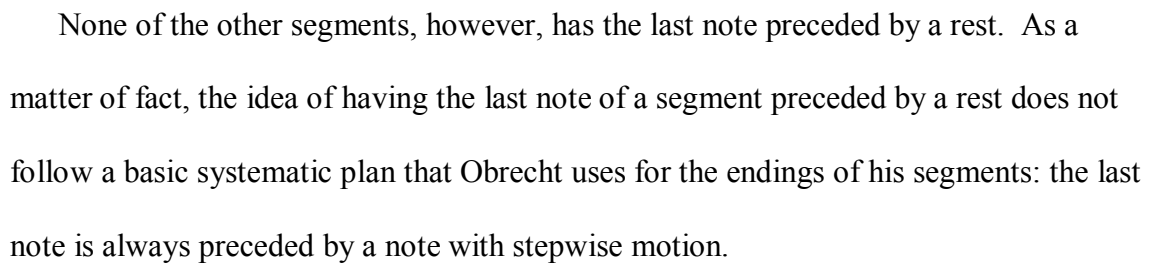 None of the other segments, however, has the last note preceded by a rest.  As a
matter of fact, the idea of having the last note of a segment preceded by a rest does not
follow a basic systematic plan that Obrecht uses for the endings of his segments: the last
note is always preceded by a note with stepwise motion.